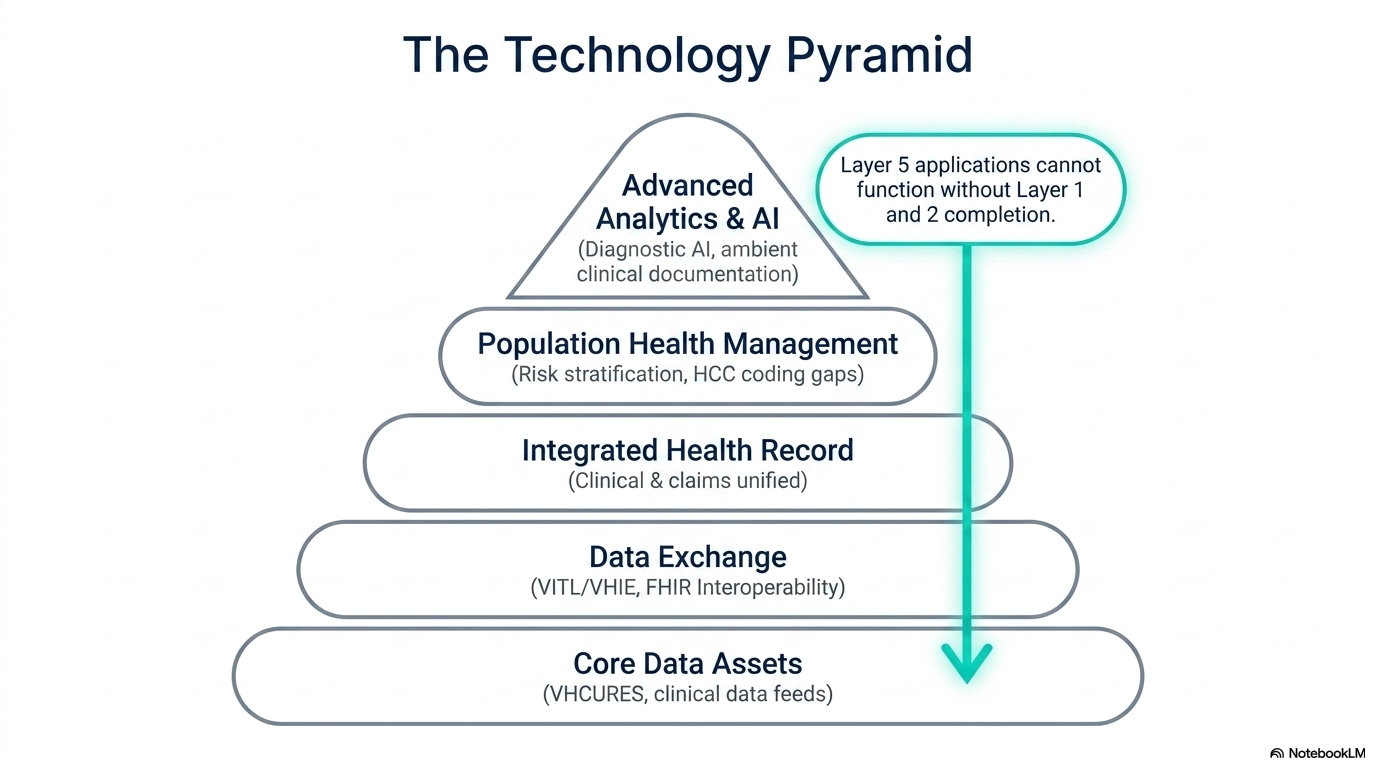 The Technology Pyramid
Advanced
Analytics & AI
(Diagnostic AI, ambient
clinical documentation)
Layer 5 applications cannot
function without Layer 1
and 2 completion.
Population Health Management
(Risk stratification, HCC coding gaps)
Integrated Health Record
(Clinical & claims unified)
Data Exchange
(VITL/VHIE, FHIR Interoperability)
Core Data Assets
(VHCURES, clinical data feeds)
NotebookLM